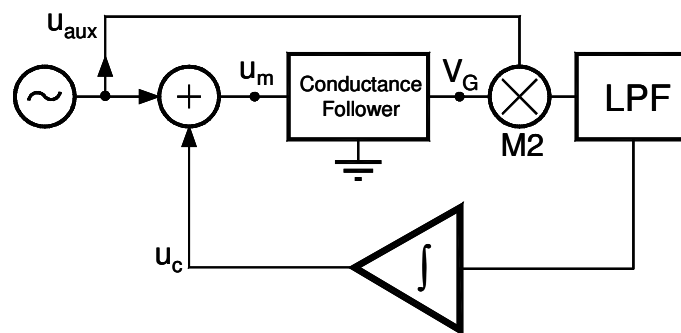 u_aux
+
u_m
Conductance
Follower
V_G
M2
LPF
u_c
∫